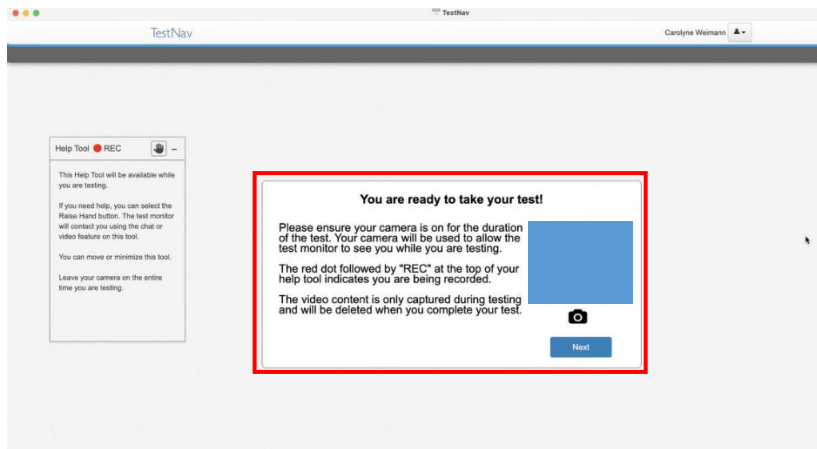 TestNav
TestNav
Carolyne Weimann
Help Tool REC
This Help Tool will be available while
you are testing.
If you need help, you can select the
Raise Hand button. The test monitor
will contact you using the chat or
video feature on this tool.
You can move or minimize this tool.
Leave your camera on the entire
time you are testing.
You are ready to take your test!
Please ensure your camera is on for the duration
of the test. Your camera will be used to allow the
test monitor to see you while you are testing.
The red dot followed by "REC" at the top of your
help tool indicates you are being recorded.
The video content is only captured during testing
and will be deleted when you complete your test.
Next